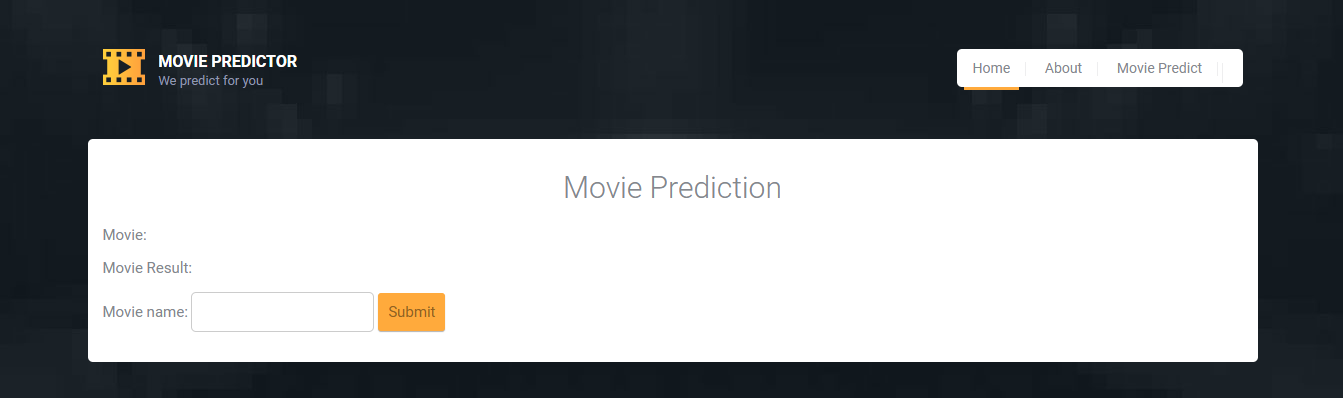 MOVIE PREDICTOR
We predict for you
Home About Movie Predict
Movie Prediction
Movie:
Movie Result:
Movie name: Submit